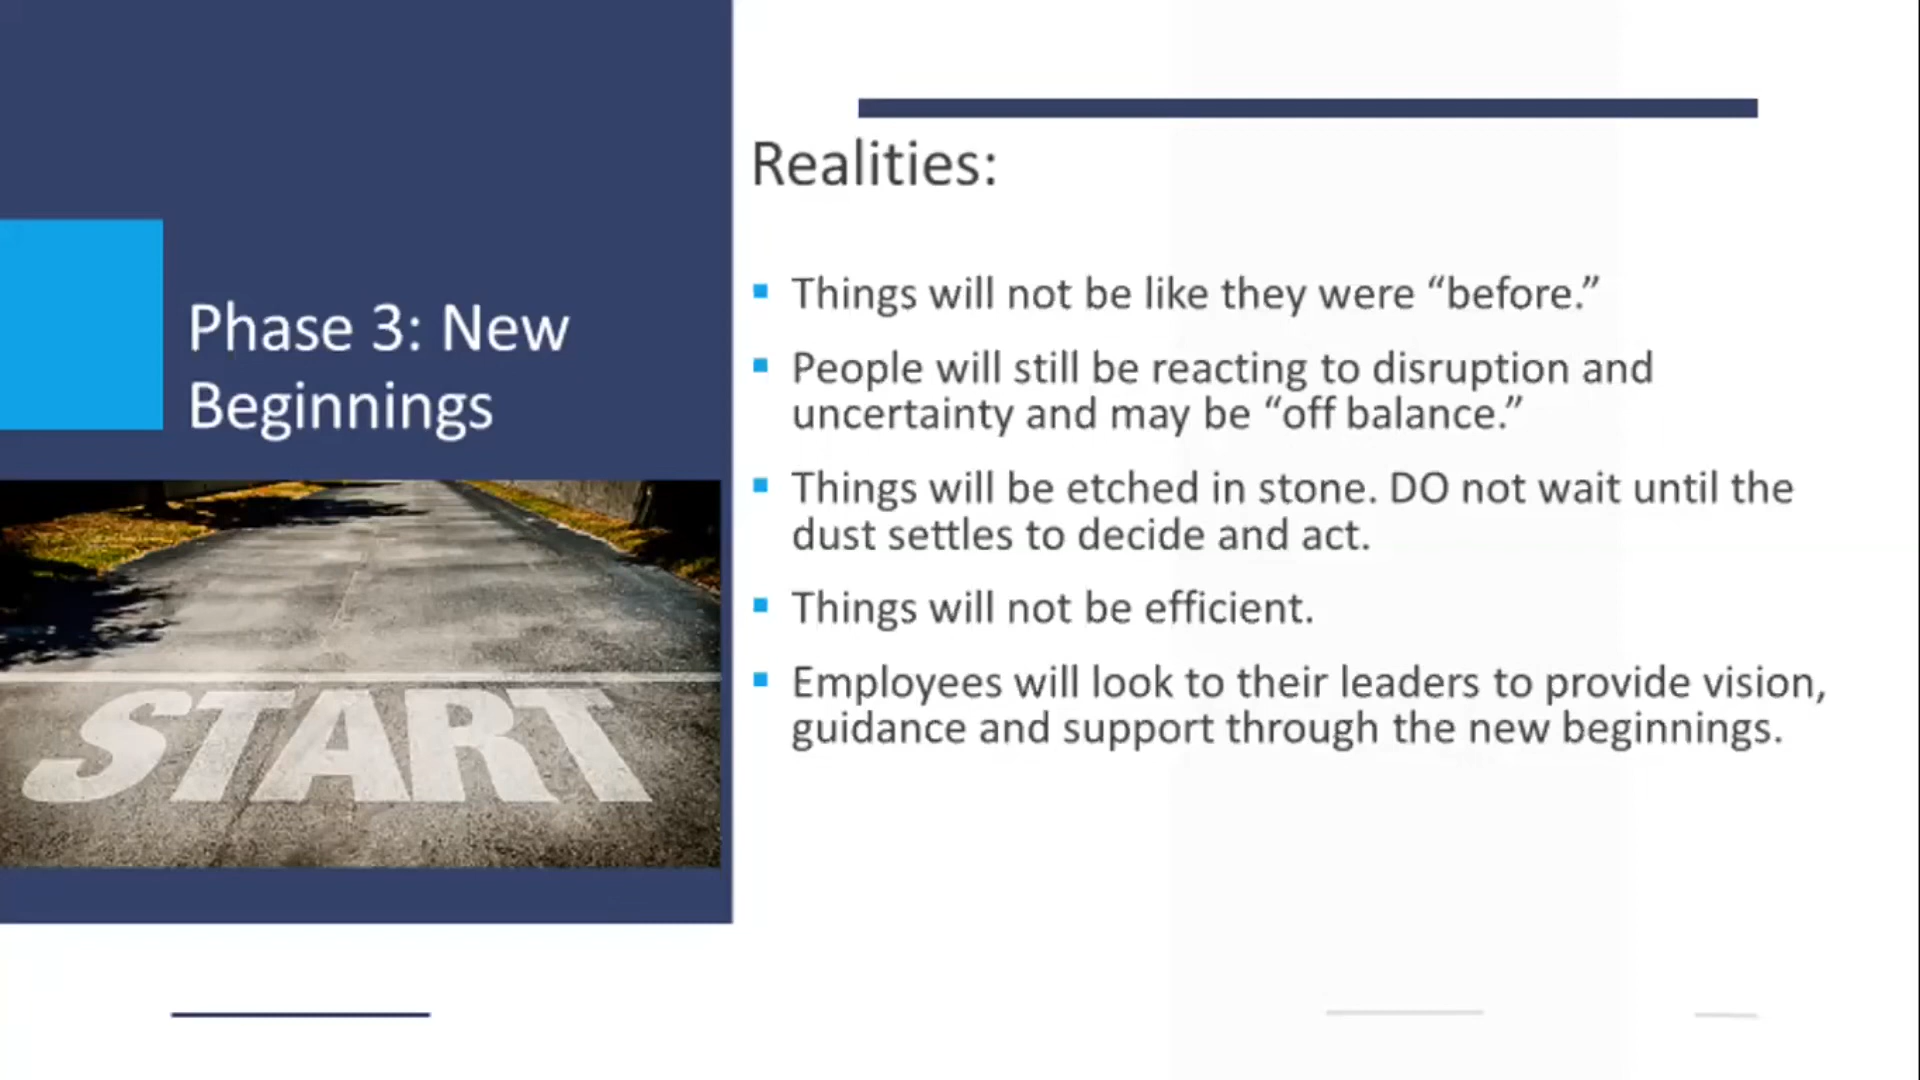 Phase 3: New
Beginnings
START
Realities:
Things will not be like they were “before.”
People will still be reacting to disruption and
uncertainty and may be “off balance.”
Things will be etched in stone. DO not wait until the
dust settles to decide and act.
Things will not be efficient.
Employees will look to their leaders to provide vision,
guidance and support through the new beginnings.